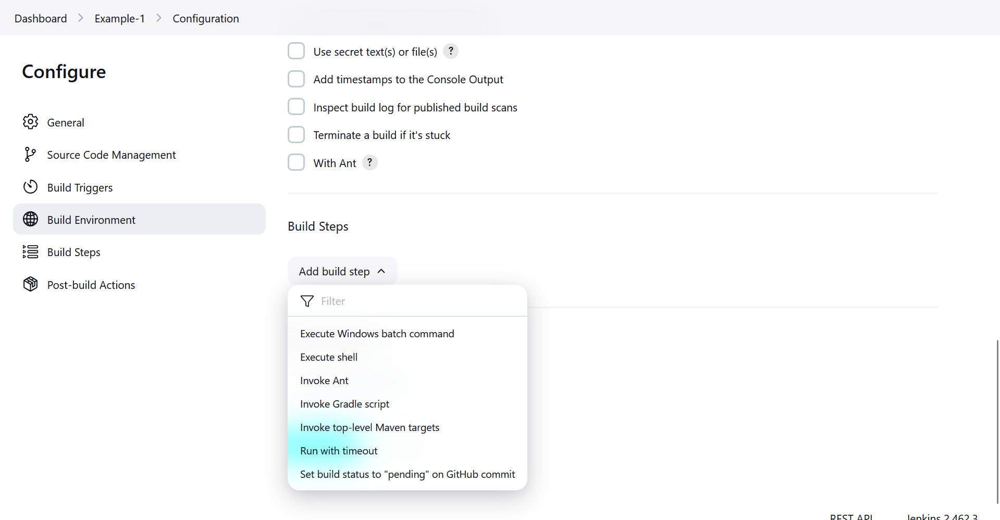 Dashboard > Example-1 > Configuration
Configure
General
Source Code Management
Build Triggers
Build Environment
Build Steps
Post-build Actions
Use secret text(s) or file(s) ?
Add timestamps to the Console Output
Inspect build log for published build scans
Terminate a build if it's stuck
With Ant ?
Build Steps
Add build step
Filter
Execute Windows batch command
Execute shell
Invoke Ant
Invoke Gradle script
Invoke top-level Maven targets
Run with timeout
Set build status to "pending" on GitHub commit
REST API Jenkins 2.462.3